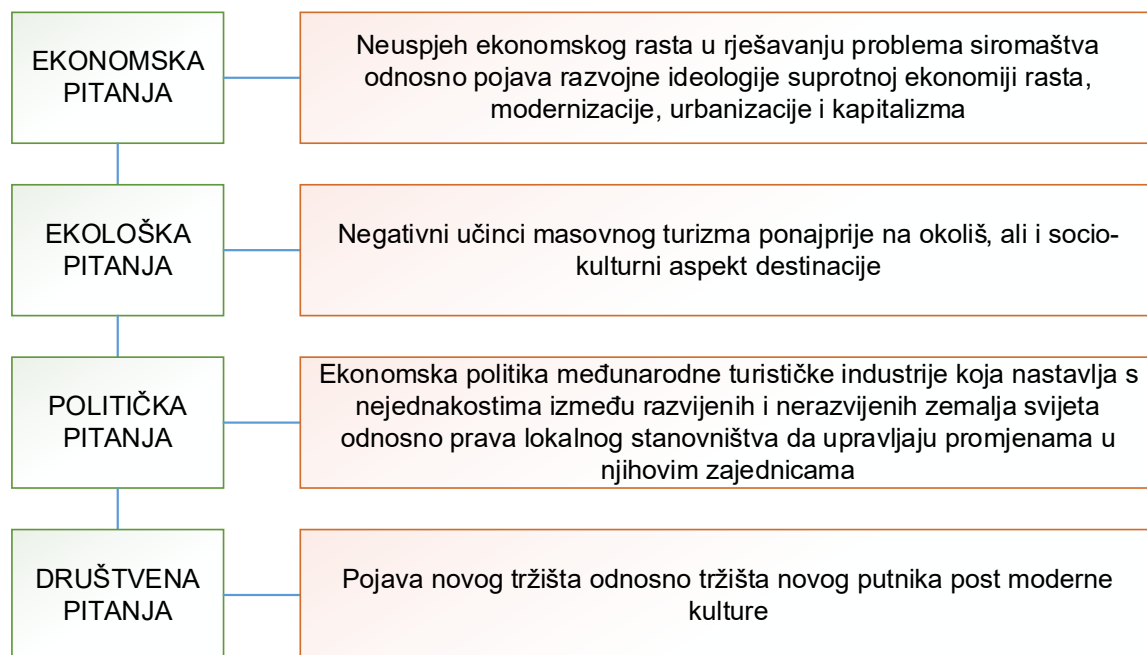 EKONOMSKA
PITANJA
Neuspjeh ekonomskog rasta u rješavanju problema siromaštva
odnosno pojava razvojne ideologije suprotnoj ekonomiji rasta,
modernizacije, urbanizacije i kapitalizma
EKOLOŠKA
PITANJA
Negativni učinci masovnog turizma ponajprije na okoliš, ali i socio-
kulturni aspekt destinacije
POLITIČKA
PITANJA
Ekonomska politika međunarodne turističke industrije koja nastavlja s
nejednakostima između razvijenih i nerazvijenih zemalja svijeta
odnosno prava lokalnog stanovništva da upravljaju promjenama u
njihovim zajednicama
DRUŠTVENA
PITANJA
Pojava novog tržišta odnosno tržišta novog putnika post moderne
kulture